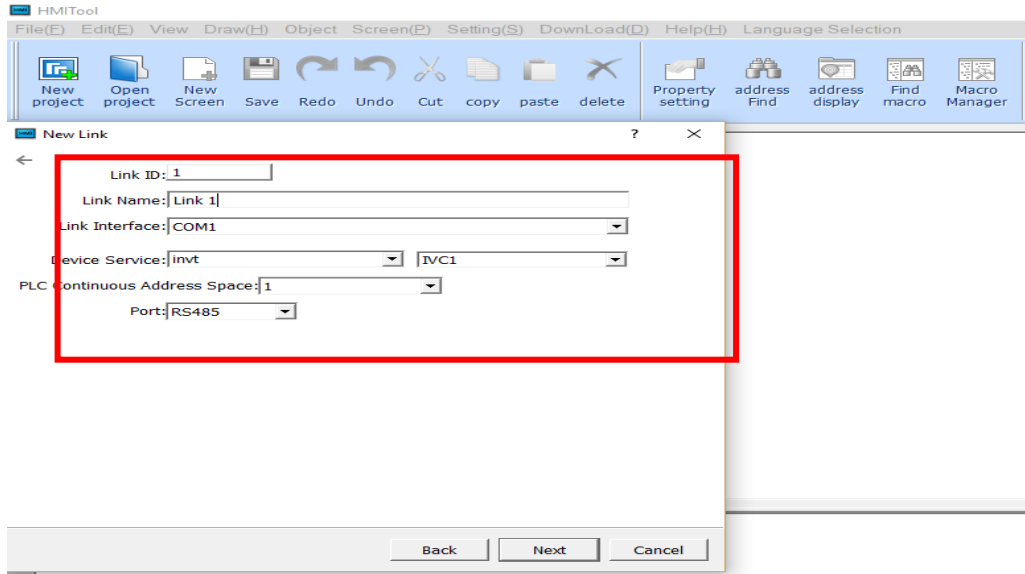 HMITool
File(F) Edit(E) View Draw(H) Object Screen(P) Setting(S) DownLoad(D) Help(H) Language Selection
New project
Open project
New Screen
Save
Redo
Undo
Cut
copy
paste
delete
Property setting
address Find
address display
Find macro
Macro Manager
New Link ?
Link ID: 1
Link Name: Link 1
Link Interface: COM1
Device Service: invt IVC1
PLC Continuous Address Space: 1
Port: RS485
Back Next Cancel